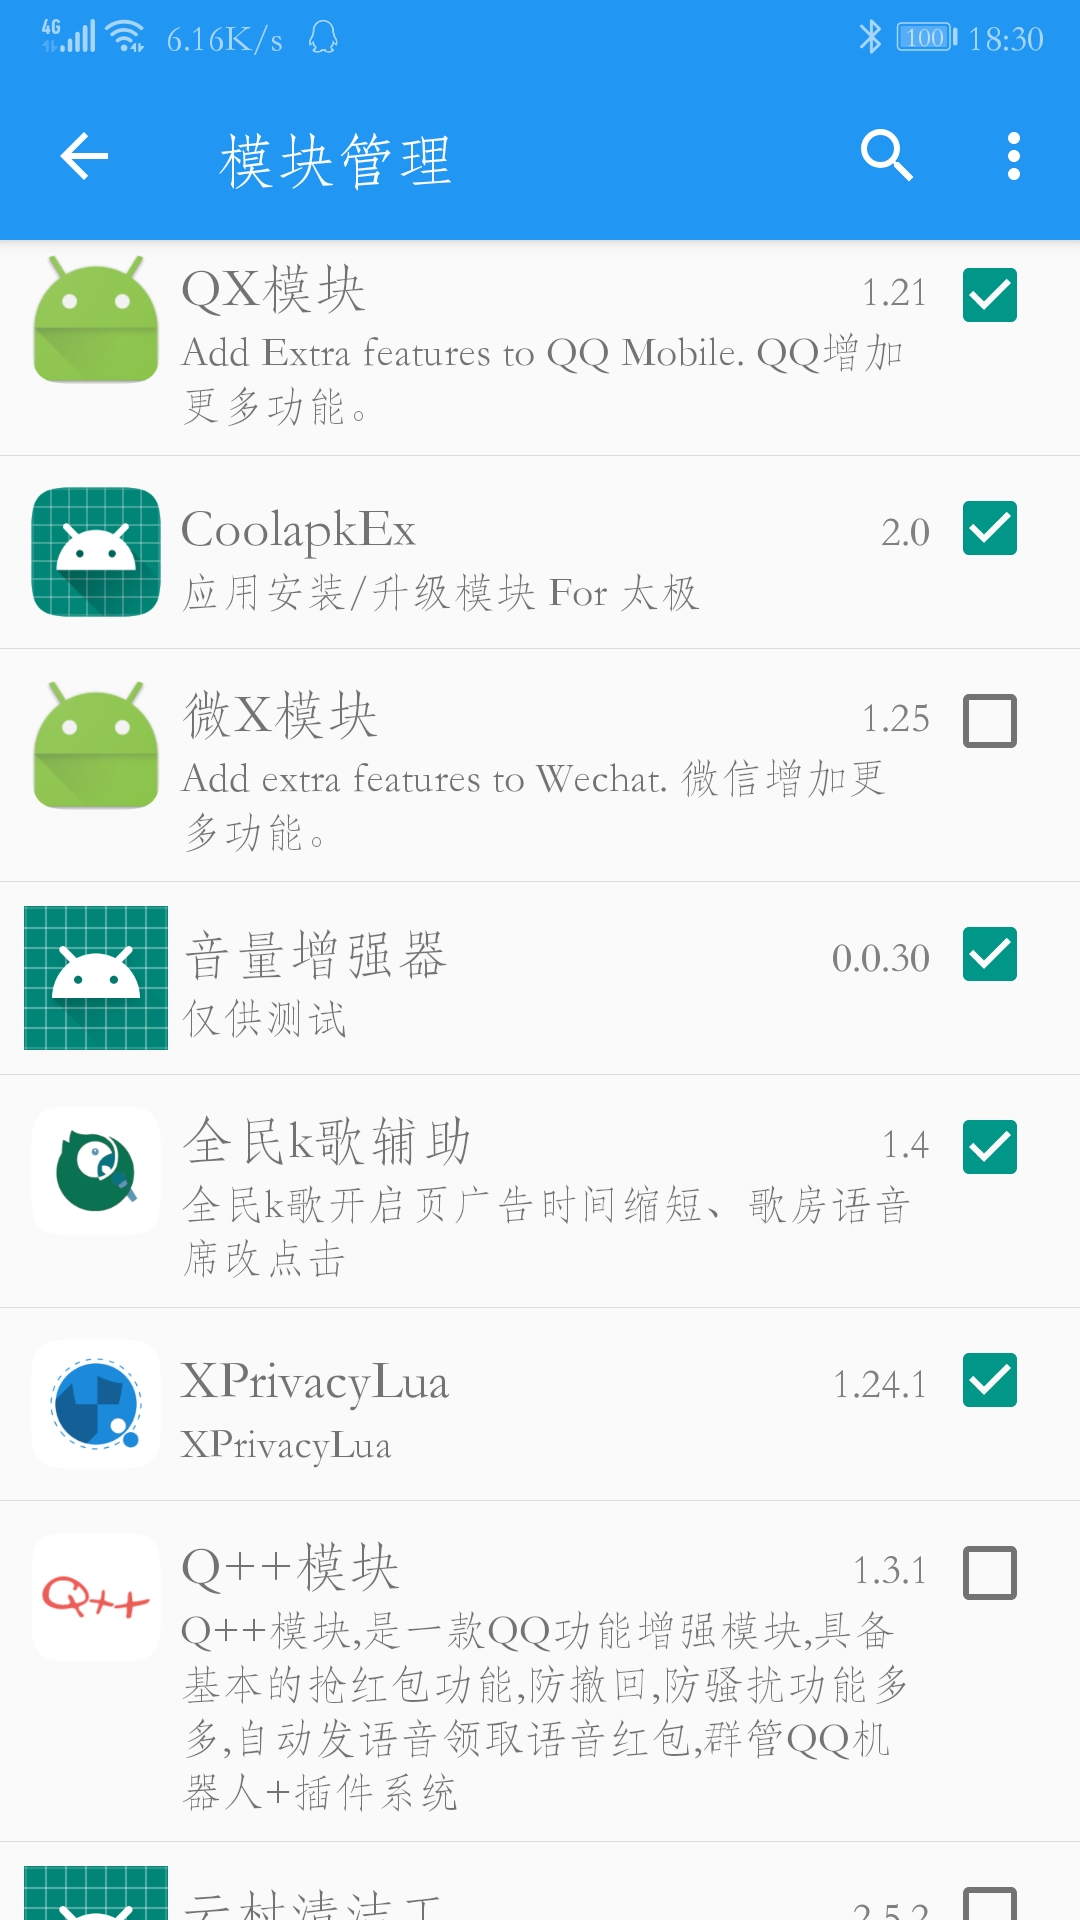 4G 6.16K/s 100 18:30
模块管理
QX模块 1.21
Add Extra features to QQ Mobile. QQ增加
更多功能。
CoolapkEx 2.0
应用安装/升级模块 For 太极
微X模块 1.25
Add extra features to Wechat. 微信增加更
多功能。
音量增强器 0.0.30
仅供测试
全民k歌辅助 1.4
全民k歌开启页广告时间缩短、歌房语音
席改点击
XPrivacyLua 1.24.1
XPrivacyLua
Q++
Q++模块 1.3.1
Q++模块,是一款QQ功能增强模块,具备
基本的抢红包功能,防撤回,防骚扰功能多
多,自动发语音领取语音红包,群管QQ机
器人+插件系统
云村清洁工 2.5.2